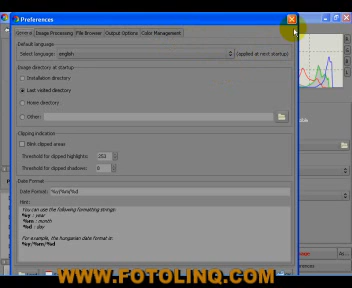 Preferences
General Image Processing File Browser Output Options Color Management
Default language
Select language: english (applied at next startup)
Image directory at startup
Installation directory
Last visited directory
Home directory
Other:
Clipping indication
Blink clipped areas
Threshold for clipped highlights: 253
Threshold for clipped shadows: 8
Date Format
Date Format: %y/%m/%d
Hint:
You can use the following formatting strings:
%y : year
%m : month
%d : day
For example, the hungarian date format is:
%y/%m/%d
WWW.FOTOLINQ.COM